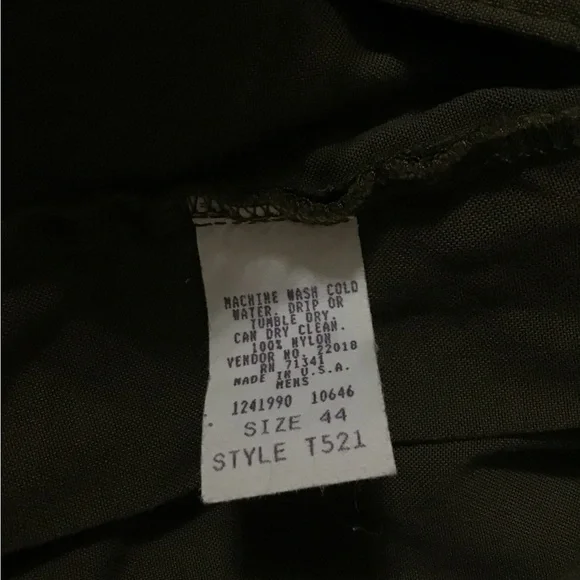 MACHINE WASH COLD
WATER. DRIP OR
TUMBLE DRY.
CAN DRY CLEAN.
100% NYLON
VENDOR NO. 22018
RN 71341
MADE IN U.S.A.
MENS
1241990 10646
SIZE 44
STYLE T521